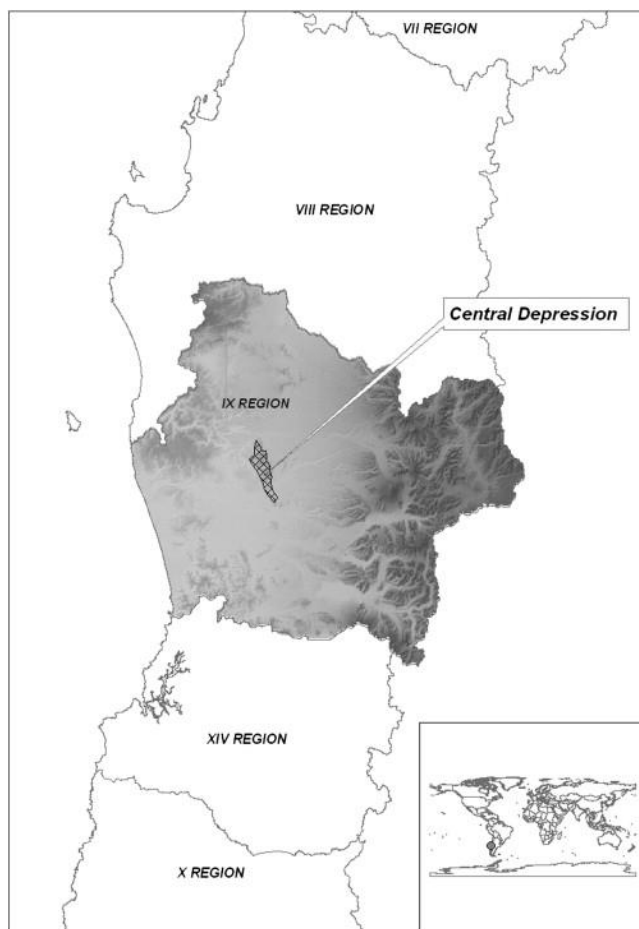 VII REGION
VIII REGION
Central Depression
IX REGION
XIV REGION
X REGION